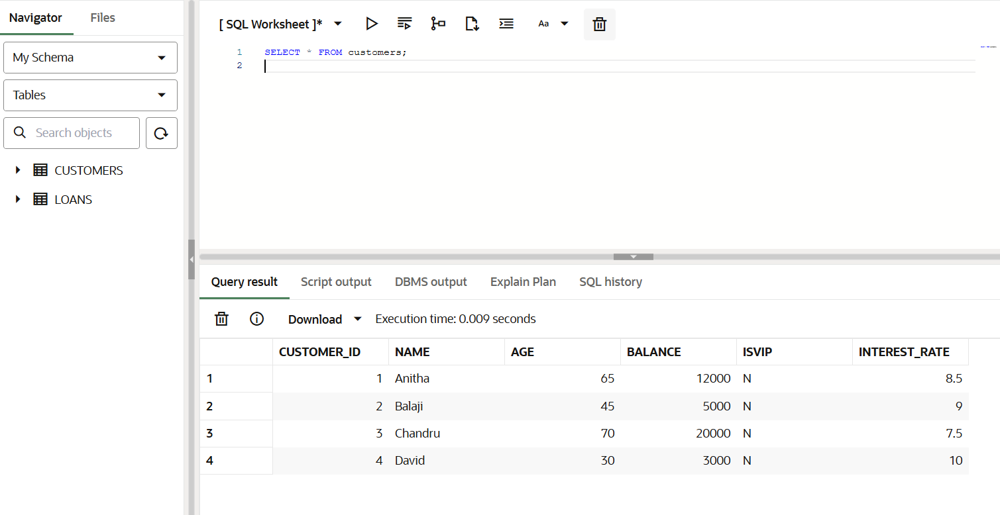 Navigator Files
My Schema
Tables
Search objects
CUSTOMERS
LOANS
[ SQL Worksheet ]* Aa
1 SELECT * FROM customers;
2
Query result Script output DBMS output Explain Plan SQL history
Download Execution time: 0.009 seconds
CUSTOMER_ID NAME AGE BALANCE ISVIP INTEREST_RATE
1 1 Anitha 65 12000 N 8.5
2 2 Balaji 45 5000 N 9
3 3 Chandru 70 20000 N 7.5
4 4 David 30 3000 N 10